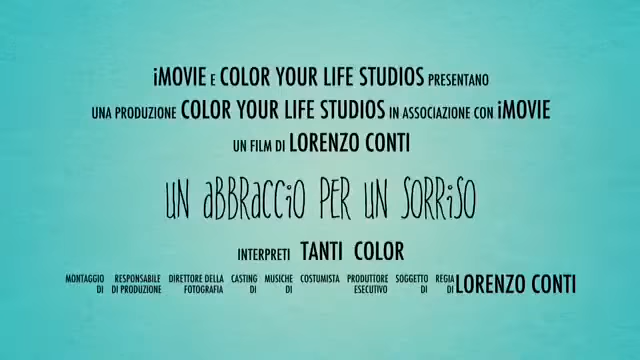 iMOVIE E COLOR YOUR LIFE STUDIOS PRESENTANO
UNA PRODUZIONE COLOR YOUR LIFE STUDIOS IN ASSOCIAZIONE CON iMOVIE
UN FILM DI LORENZO CONTI
UN aBBRaCCiO PER UN SORRiSO
INTERPRETI TANTI COLOR
MONTAGGIO DI RESPONSABILE DI PRODUZIONE DIRETTORE DELLA FOTOGRAFIA CASTING DI MUSICHE DI COSTUMISTA PRODUTTORE ESECUTIVO SOGGETTO DI REGIA DI LORENZO CONTI